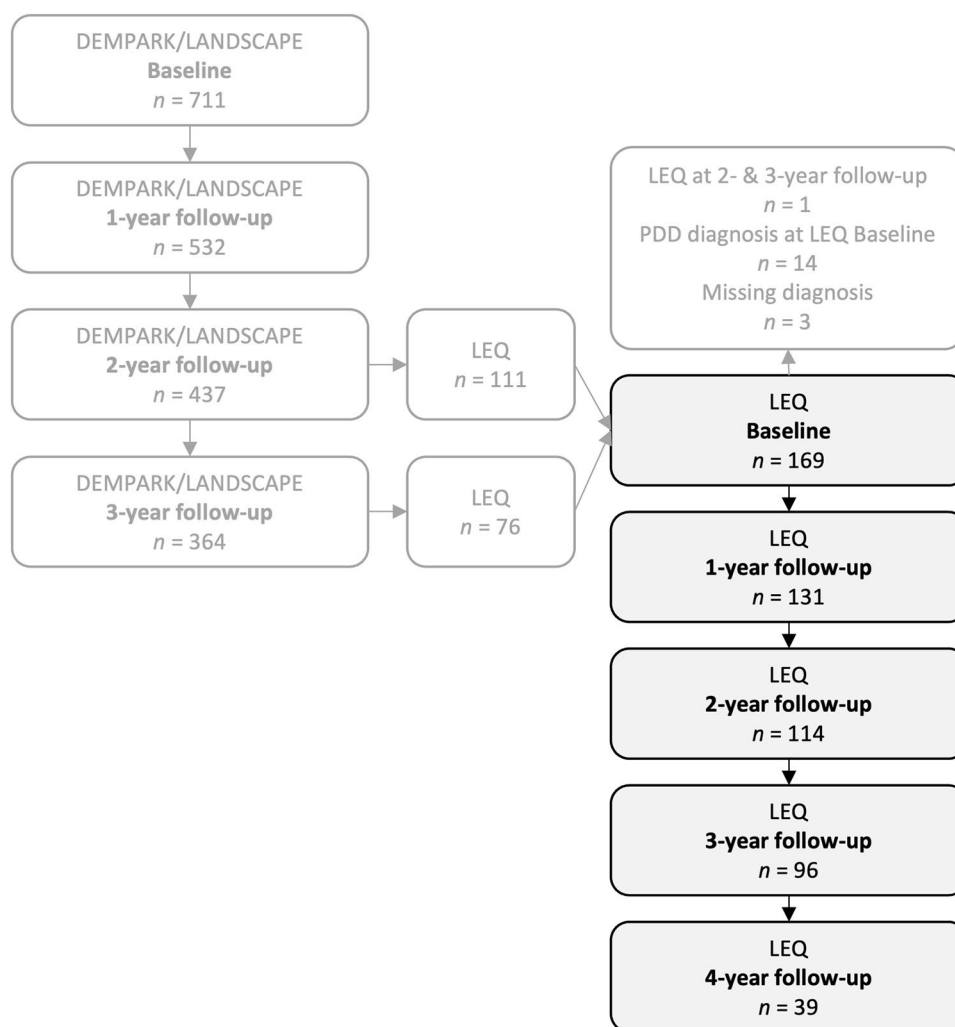 DEMPARK/LANDSCAPE
Baseline
n = 711
DEMPARK/LANDSCAPE
1-year follow-up
n = 532
DEMPARK/LANDSCAPE
2-year follow-up
n = 437
DEMPARK/LANDSCAPE
3-year follow-up
n = 364
LEQ
n = 111
LEQ
n = 76
LEQ at 2- & 3-year follow-up
n = 1
PDD diagnosis at LEQ Baseline
n = 14
Missing diagnosis
n = 3
LEQ
Baseline
n = 169
LEQ
1-year follow-up
n = 131
LEQ
2-year follow-up
n = 114
LEQ
3-year follow-up
n = 96
LEQ
4-year follow-up
n = 39